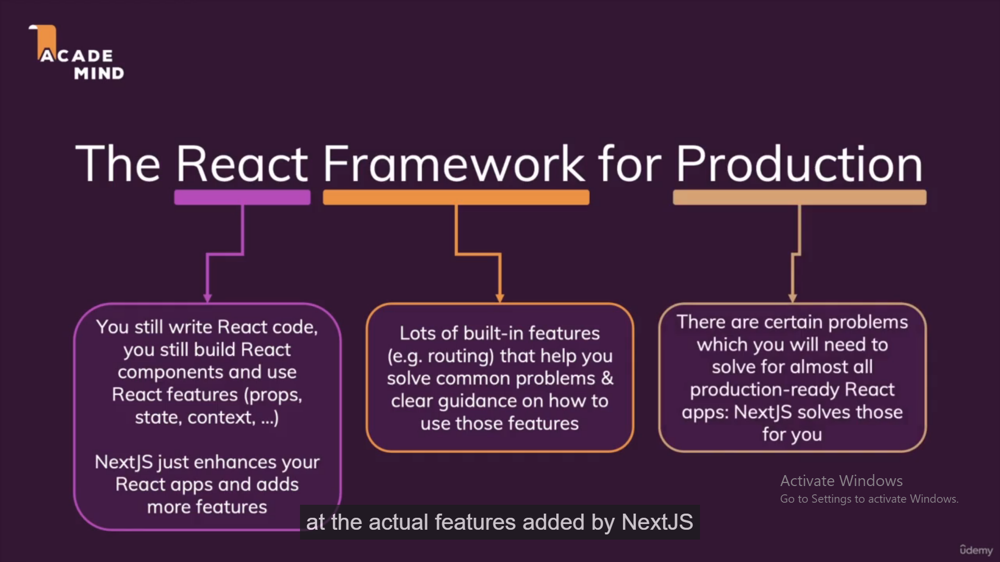 ACADE
MIND
The React Framework for Production
You still write React code,
you still build React
components and use
React features (props,
state, context, ...)
NextJS just enhances your
React apps and adds
more features
Lots of built-in features
(e.g. routing) that help you
solve common problems &
clear guidance on how to
use those features
There are certain problems
which you will need to
solve for almost all
production-ready React
apps: NextJS solves those
for you
Activate Windows
Go to Settings to activate Windows.
at the actual features added by NextJS
ûdemy